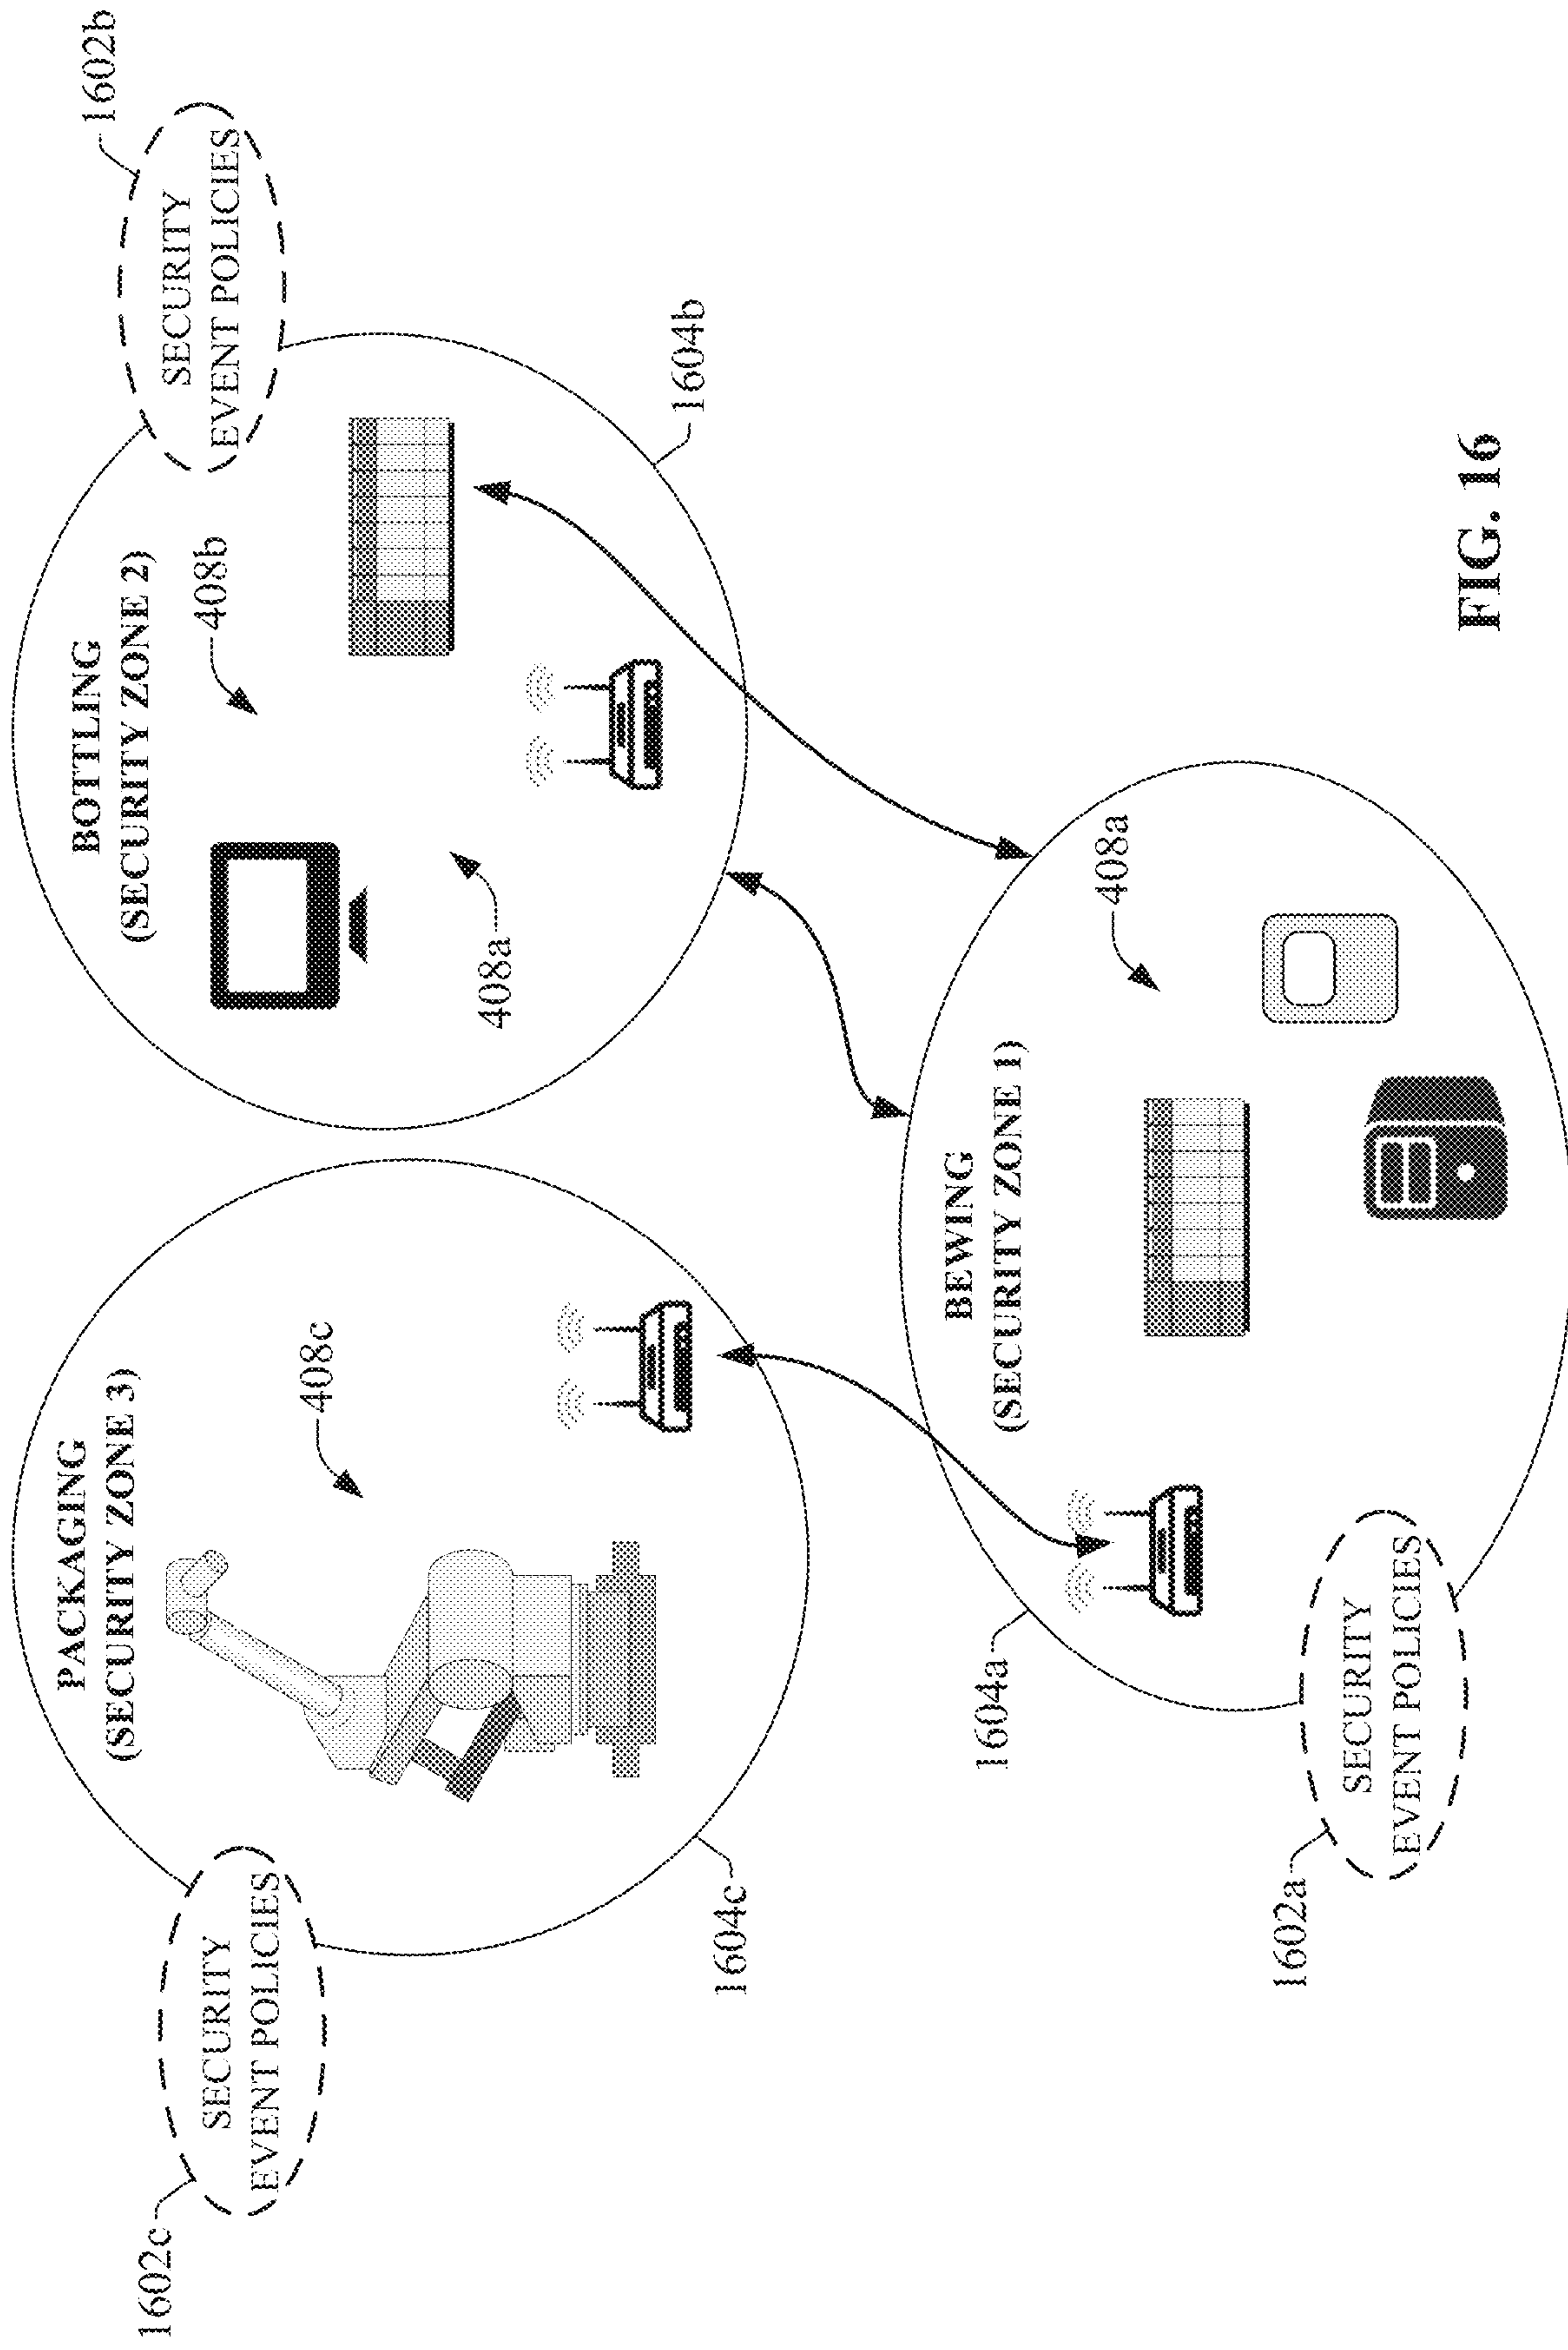 1602c
SECURITY
EVENT POLICIES
PACKAGING
(SECURITY ZONE 3)
408c
1604c
BOTTLING
(SECURITY ZONE 2)
408b
408a
SECURITY
EVENT POLICIES
1602b
1604b
1604a
BEWING
(SECURITY ZONE 1)
408a
1602a
SECURITY
EVENT POLICIES
FIG. 16